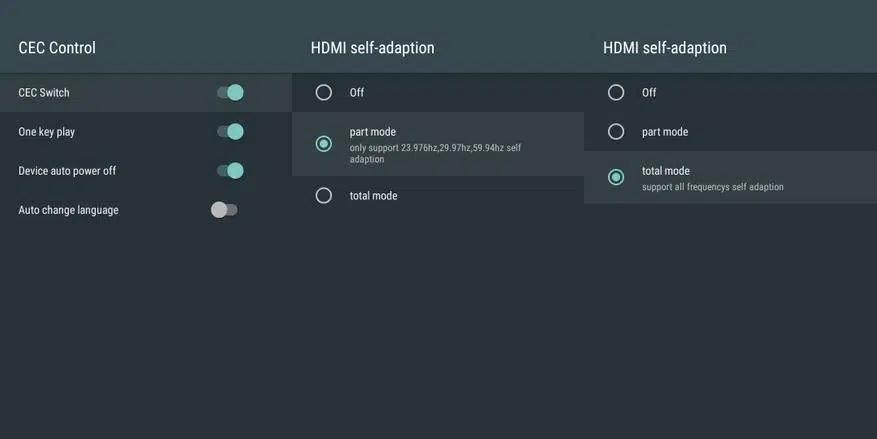 CEC Control
CEC Switch
One key play
Device auto power off
Auto change language
HDMI self-adaption
Off
part mode
only support 23.976hz,29.97hz,59.94hz self
adaption
total mode
HDMI self-adaption
Off
part mode
total mode
support all frequencys self adaption